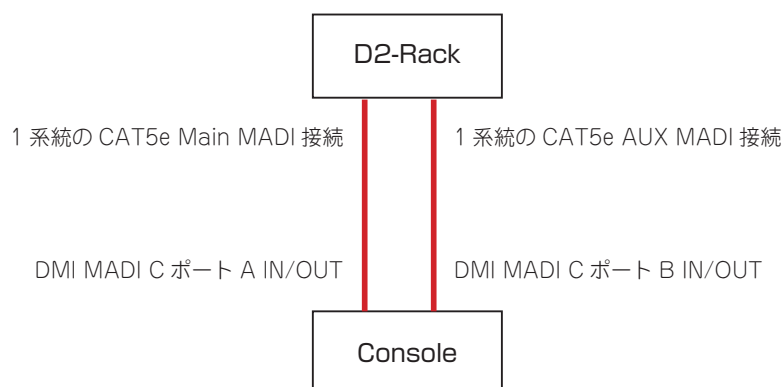 D2-Rack
1 系統の CAT5e Main MADI 接続
1 系統の CAT5e AUX MADI 接続
DMI MADI C ポート A IN/OUT
DMI MADI C ポート B IN/OUT
Console